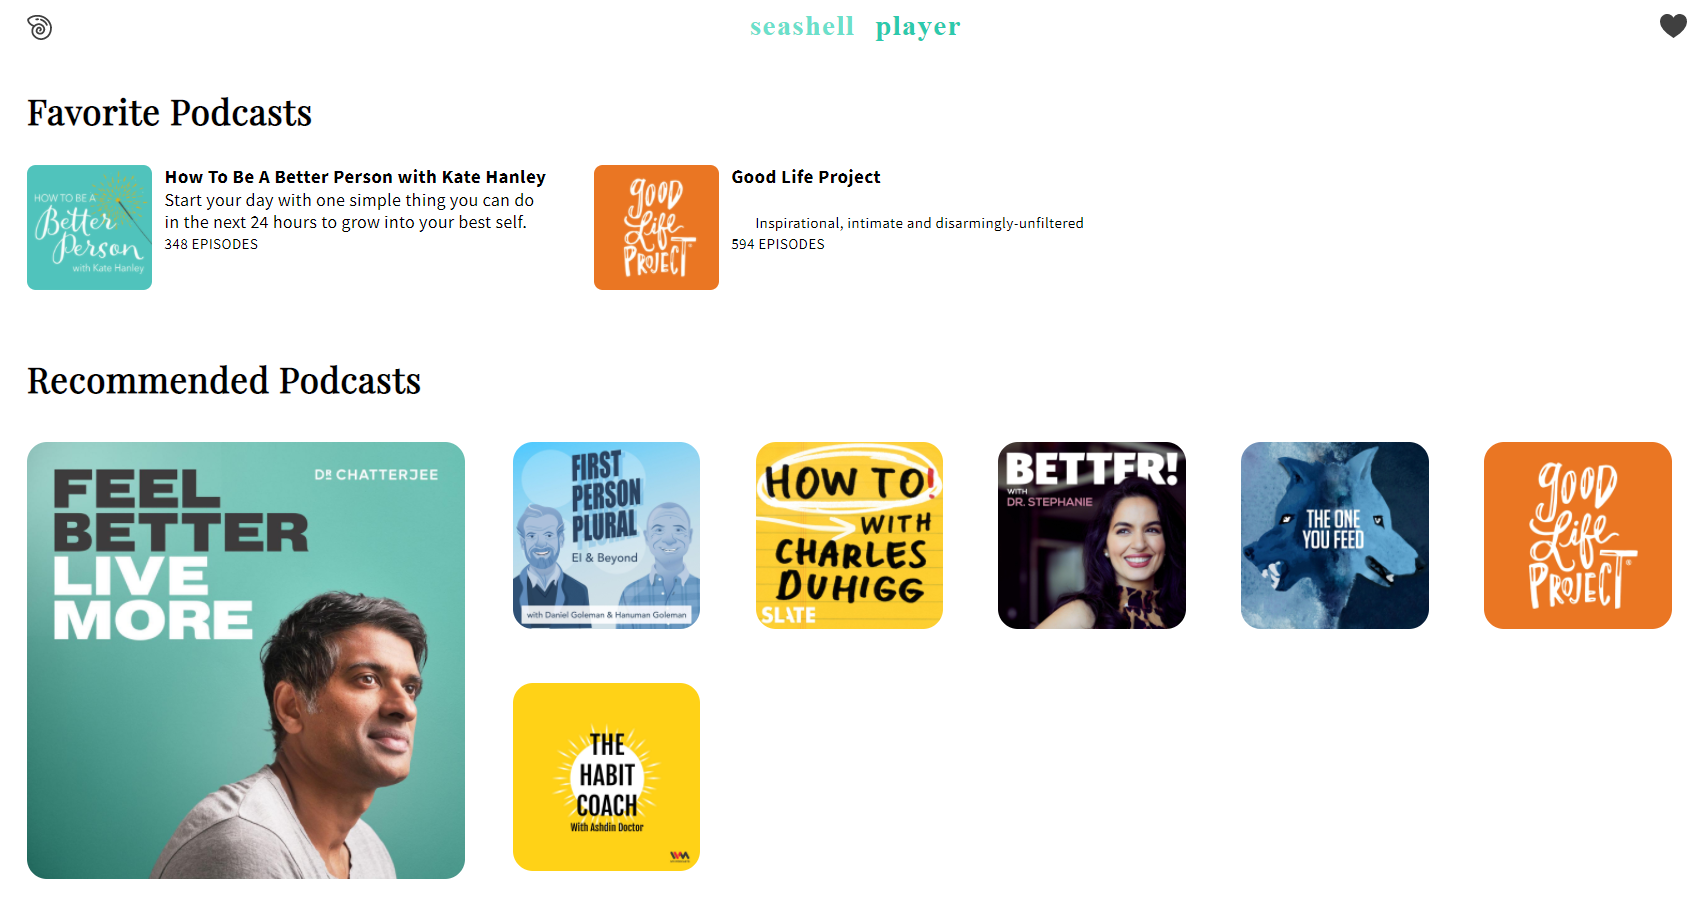 seashell player
Favorite Podcasts
HOW TO BE A
Better
Person
with Kate Hanley
How To Be A Better Person with Kate Hanley
Start your day with one simple thing you can do
in the next 24 hours to grow into your best self.
348 EPISODES
good
Life
PROJECT
Good Life Project
Inspirational, intimate and disarmingly-unfiltered
594 EPISODES
Recommended Podcasts
FEEL
BETTER
LIVE
MORE
DR CHATTERJEE
FIRST
PERSON
PLURAL
EI & Beyond
with Daniel Goleman & Hanuman Goleman
HOW TO!
WITH
CHARLES
DUHIGG
SLATE
BETTER!
WITH
DR. STEPHANIE
THE ONE
YOU FEED
good
Life
PROJECT
THE
HABIT
COACH
With Ashdin Doctor